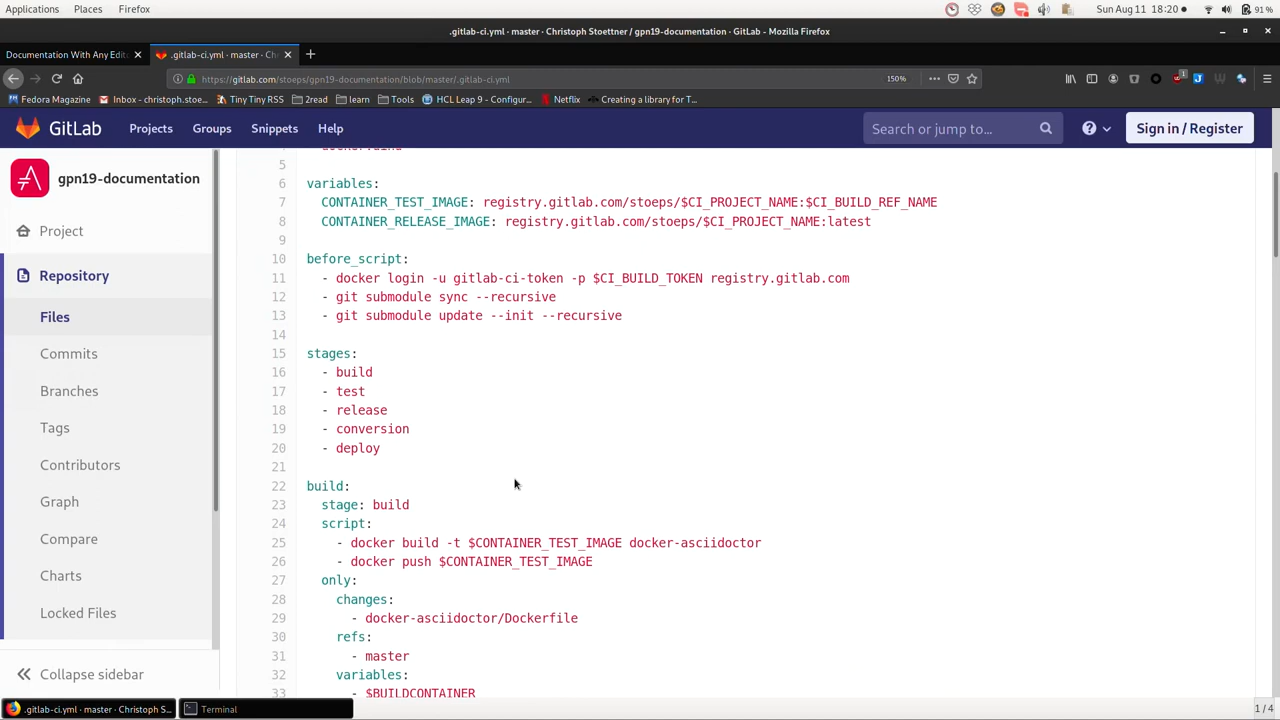 Applications Places Firefox Sun Aug 11 18:20 91 %
.gitlab-ci.yml · master · Christoph Stoettner / gpn19-documentation · GitLab - Mozilla Firefox
Documentation With Any Edit .gitlab-ci.yml · master · Ch
https://gitlab.com/stoeps/gpn19-documentation/blob/master/.gitlab-ci.yml 150% 1
Fedora Magazine Inbox - christoph.stoe... Tiny Tiny RSS 2read learn Tools HCL Leap 9 - Configur... Netflix Creating a library for T...
GitLab Projects Groups Snippets Help Search or jump to... Sign in / Register
gpn19-documentation
Project
Repository
Files
Commits
Branches
Tags
Contributors
Graph
Compare
Charts
Locked Files
Collapse sidebar
5
6 variables:
7 CONTAINER_TEST_IMAGE: registry.gitlab.com/stoeps/$CI_PROJECT_NAME:$CI_BUILD_REF_NAME
8 CONTAINER_RELEASE_IMAGE: registry.gitlab.com/stoeps/$CI_PROJECT_NAME:latest
9
10 before_script:
11 - docker login -u gitlab-ci-token -p $CI_BUILD_TOKEN registry.gitlab.com
12 - git submodule sync --recursive
13 - git submodule update --init --recursive
14
15 stages:
16 - build
17 - test
18 - release
19 - conversion
20 - deploy
21
22 build:
23 stage: build
24 script:
25 - docker build -t $CONTAINER_TEST_IMAGE docker-asciidoctor
26 - docker push $CONTAINER_TEST_IMAGE
27 only:
28 changes:
29 - docker-asciidoctor/Dockerfile
30 refs:
31 - master
32 variables:
33 - $BUILDCONTAINER
.gitlab-ci.yml · master · Christoph S... Terminal 1 / 4